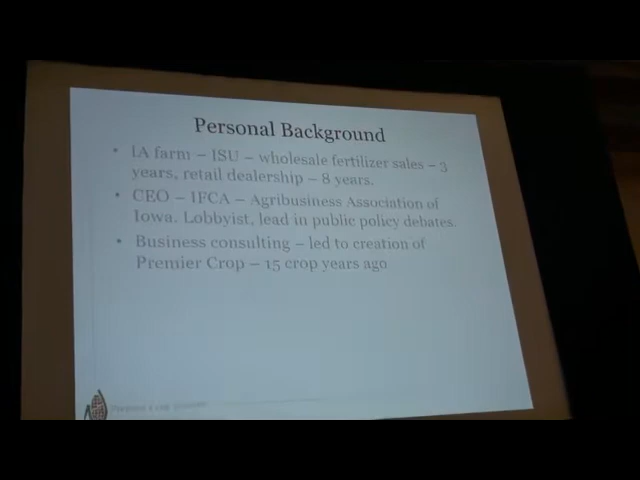 Personal Background
• IA farm – ISU – wholesale fertilizer sales – 3
years, retail dealership – 8 years.
• CEO – IFCA – Agribusiness Association of
Iowa. Lobbyist, lead in public policy debates.
• Business consulting – led to creation of
Premier Crop – 15 crop years ago